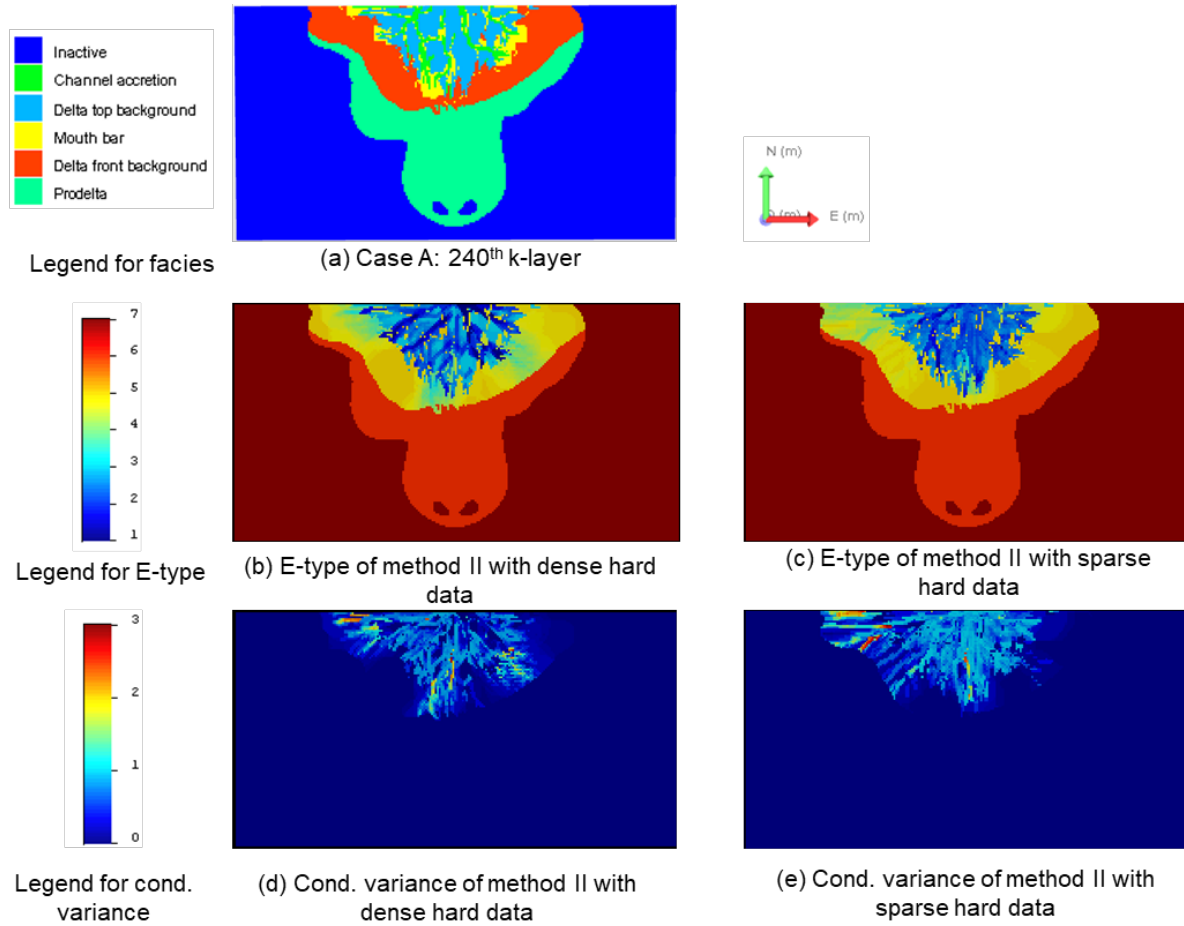 Inactive
Channel accretion
Delta top background
Mouth bar
Delta front background
Prodelta
Legend for facies
(a) Case A: 240th k-layer
N (m)
(m)
E (m)
7
6
5
4
3
2
1
Legend for E-type
(b) E-type of method II with dense hard
data
(c) E-type of method II with sparse
hard data
3
2
1
0
Legend for cond.
variance
(d) Cond. variance of method II with
dense hard data
(e) Cond. variance of method II with
sparse hard data